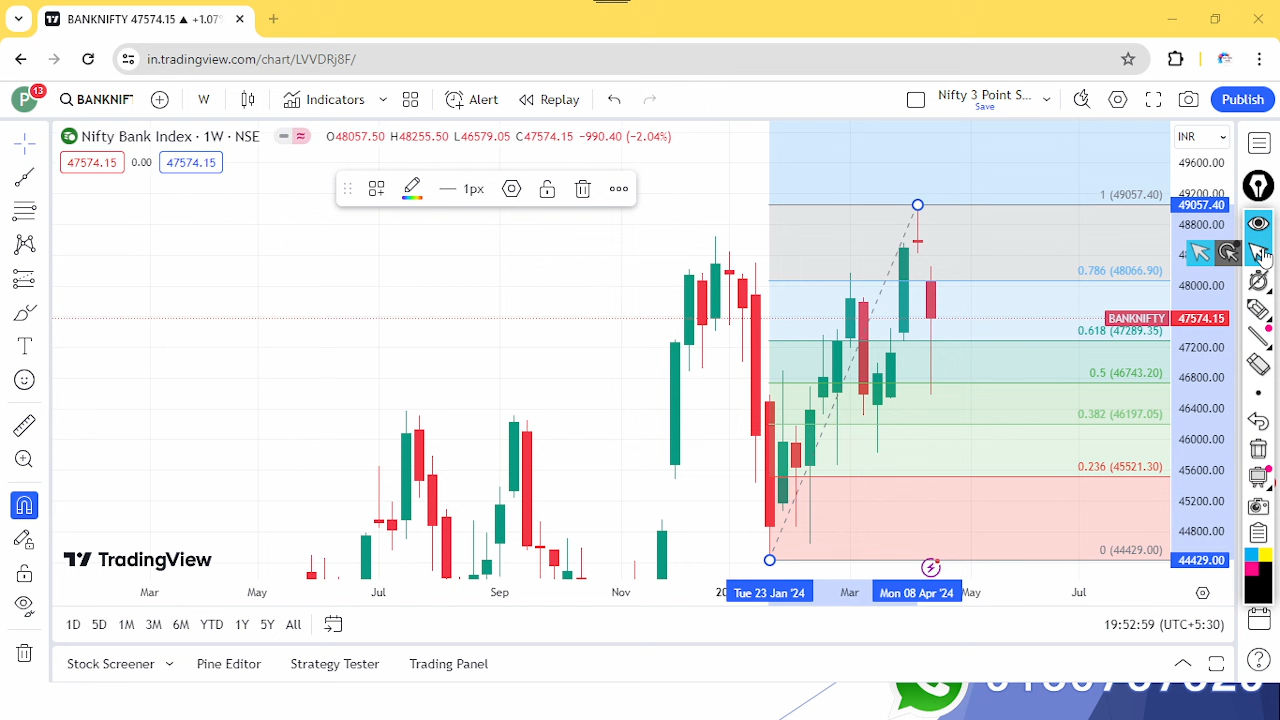 BANKNIFTY 47574.15 ▲ +1.07%
in.tradingview.com/chart/LVVDRj8F/
P 13 BANKNIFT W Indicators Alert Replay Nifty 3 Point S... Save Publish
Nifty Bank Index · 1W · NSE O48057.50 H48255.50 L46579.05 C47574.15 −990.40 (−2.04%) INR
47574.15 0.00 47574.15
49600.00
1px
1 (49057.40) 49200.00
49057.40
48800.00
0.786 (48066.90)
48000.00
BANKNIFTY 47574.15
0.618 (47289.35)
47200.00
0.5 (46743.20) 46800.00
0.382 (46197.05) 46400.00
46000.00
0.236 (45521.30) 45600.00
45200.00
44800.00
0 (44429.00)
44429.00
TradingView
Mar May Jul Sep Nov Tue 23 Jan '24 Mar Mon 08 Apr '24 May Jul
1D 5D 1M 3M 6M YTD 1Y 5Y All 19:52:59 (UTC+5:30)
Stock Screener Pine Editor Strategy Tester Trading Panel